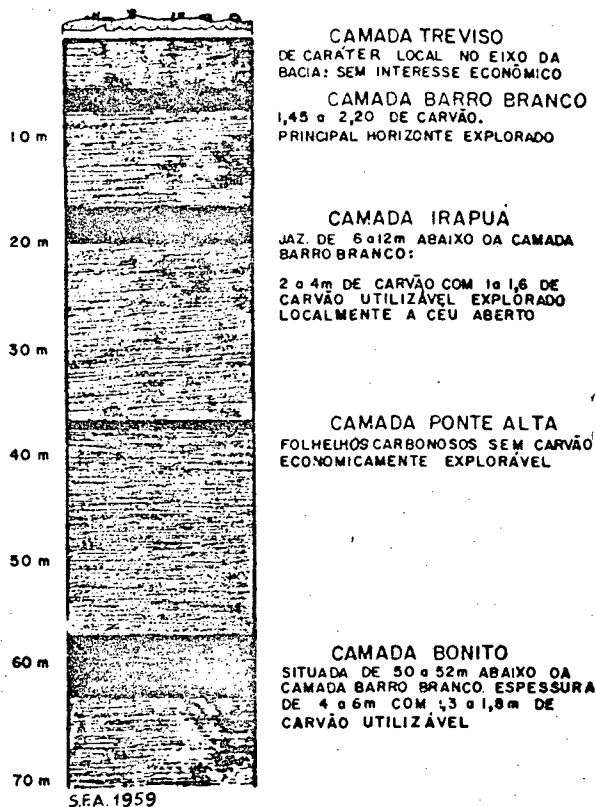 CAMADA TREVISO
DE CARÁTER LOCAL NO EIXO DA
BACIA: SEM INTERESSE ECONÔMICO
CAMADA BARRO BRANCO
1,45 a 2,20 DE CARVÃO.
PRINCIPAL HORIZONTE EXPLORADO
10 m
CAMADA IRAPUÁ
20 m
JAZ. DE 6 a 12m ABAIXO OA CAMADA
BARRO BRANCO:
2 a 4m DE CARVÃO COM 1a 1,6 DE
CARVÃO UTILIZÁVEL EXPLORADO
LOCALMENTE A CEU ABERTO
30 m
CAMADA PONTE ALTA
FOLHELHOS CARBONOSOS SEM CARVÃO
ECONOMICAMENTE EXPLORÁVEL
40 m
50 m
CAMADA BONITO
60 m
SITUADA DE 50 a 52m ABAIXO OA
CAMADA BARRO BRANCO. ESPESSURA
DE 4 a 6m COM 1,3 a 1,8m DE
CARVÃO UTILIZÁVEL
70 m
S.F.A. 1959